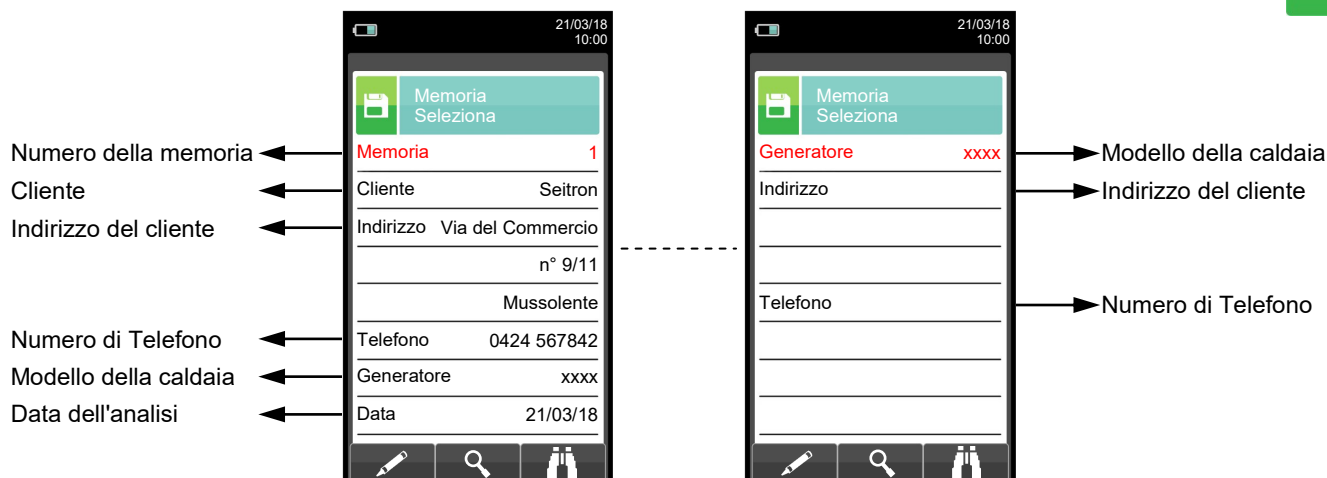 21/03/18
10:00
Memoria
Seleziona
Numero della memoria
Memoria 1
Cliente
Cliente Seitron
Indirizzo del cliente
Indirizzo Via del Commercio
n° 9/11
Mussolente
Numero di Telefono
Telefono 0424 567842
Modello della caldaia
Generatore xxxx
Data dell'analisi
Data 21/03/18
21/03/18
10:00
Memoria
Seleziona
Generatore xxxx
Modello della caldaia
Indirizzo
Indirizzo del cliente
Telefono
Numero di Telefono